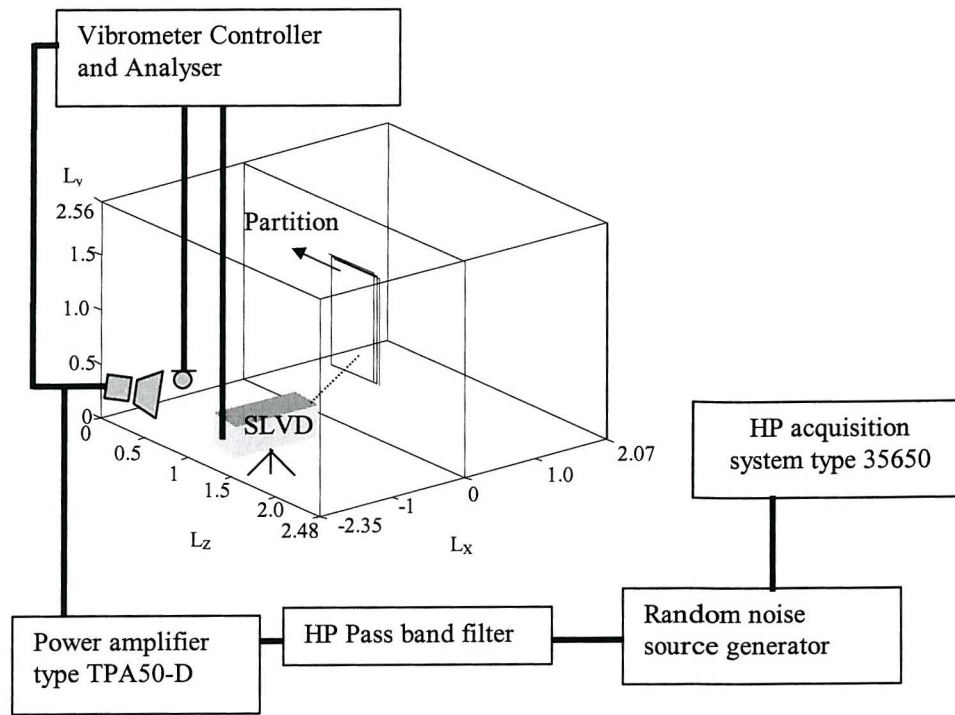 Vibrometer Controller
and Analyser
Ly
2.56
1.5
1.0
0.5
0
0
0.5
1
1.5
2.0
2.48
LZ
Partition
SLVD
-2.35
-1
0
1.0
2.07
LX
HP acquisition
system type 35650
Power amplifier
type TPA50-D
HP Pass band filter
Random noise
source generator